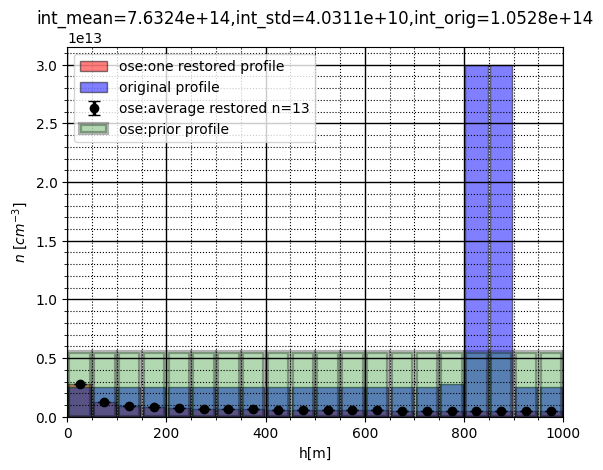 int_mean=7.6324e+14,int_std=4.0311e+10,int_orig=1.0528e+14
1e13
ose:one restored profile
original profile
ose:average restored n=13
ose:prior profile
3.0
2.5
2.0
1.5
1.0
0.5
0.0
n [cm⁻³]
0 200 400 600 800 1000
h[m]